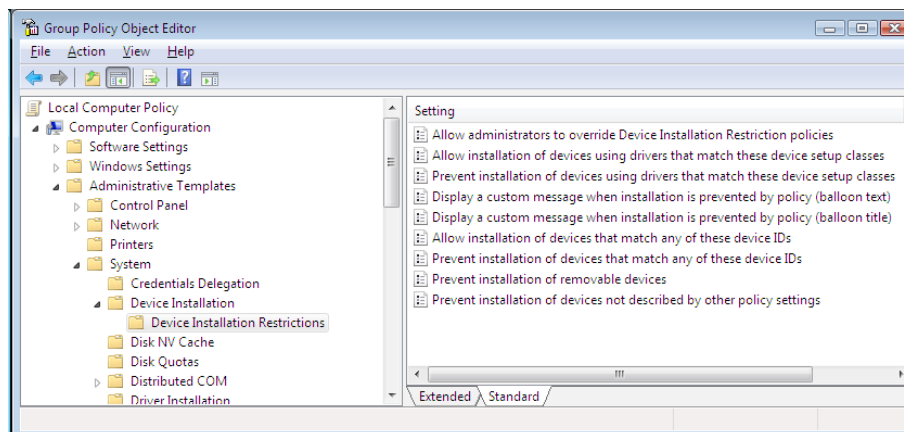 Group Policy Object Editor
File Action View Help
Local Computer Policy
Computer Configuration
Software Settings
Windows Settings
Administrative Templates
Control Panel
Network
Printers
System
Credentials Delegation
Device Installation
Device Installation Restrictions
Disk NV Cache
Disk Quotas
Distributed COM
Driver Installation
Setting
Allow administrators to override Device Installation Restriction policies
Allow installation of devices using drivers that match these device setup classes
Prevent installation of devices using drivers that match these device setup classes
Display a custom message when installation is prevented by policy (balloon text)
Display a custom message when installation is prevented by policy (balloon title)
Allow installation of devices that match any of these device IDs
Prevent installation of devices that match any of these device IDs
Prevent installation of removable devices
Prevent installation of devices not described by other policy settings
Extended Standard